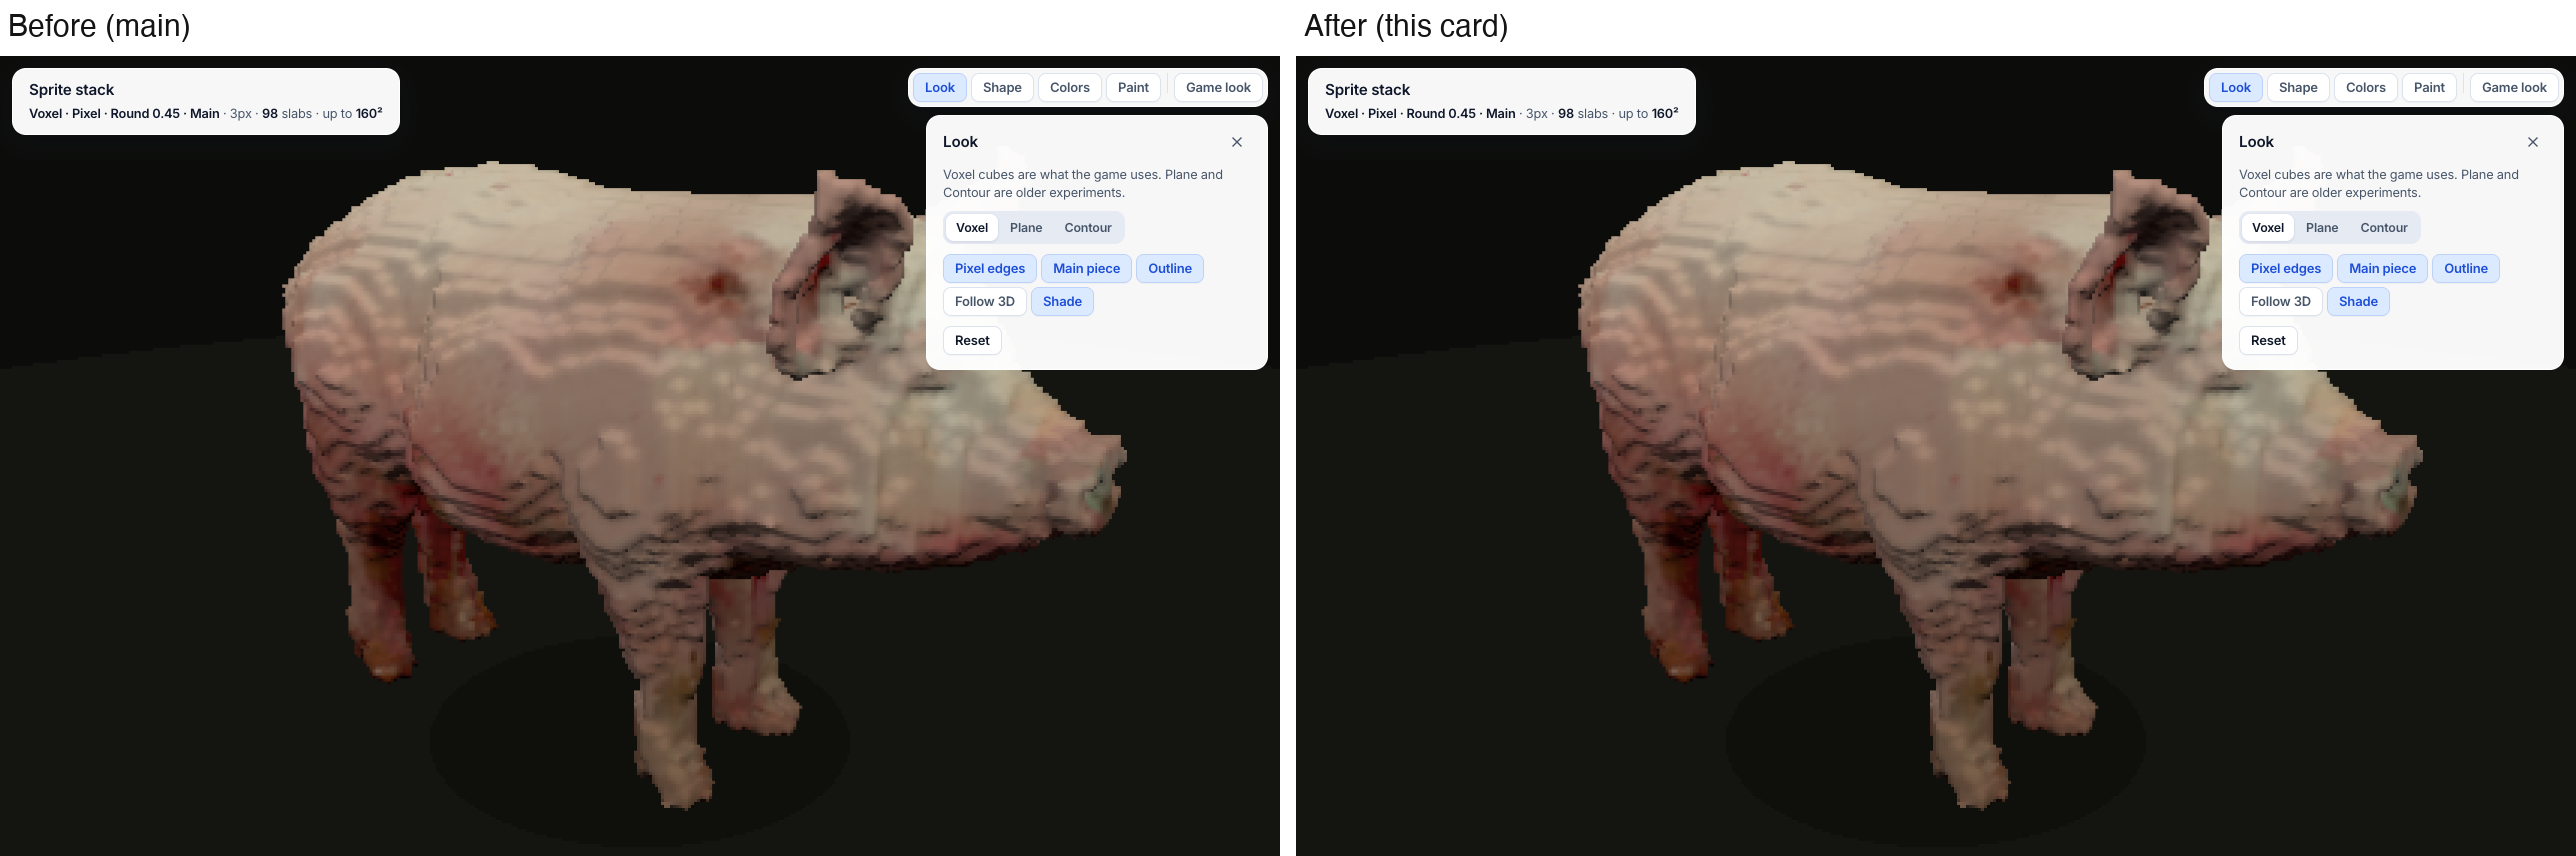 Before (main)
After (this card)
Sprite stack
Voxel · Pixel · Round 0.45 · Main · 3px · 98 slabs · up to 160²
Look Shape Colors Paint Game look
Look
Voxel cubes are what the game uses. Plane and
Contour are older experiments.
Voxel Plane Contour
Pixel edges Main piece Outline
Follow 3D Shade
Reset
Sprite stack
Voxel · Pixel · Round 0.45 · Main · 3px · 98 slabs · up to 160²
Look Shape Colors Paint Game look
Look
Voxel cubes are what the game uses. Plane and
Contour are older experiments.
Voxel Plane Contour
Pixel edges Main piece Outline
Follow 3D Shade
Reset